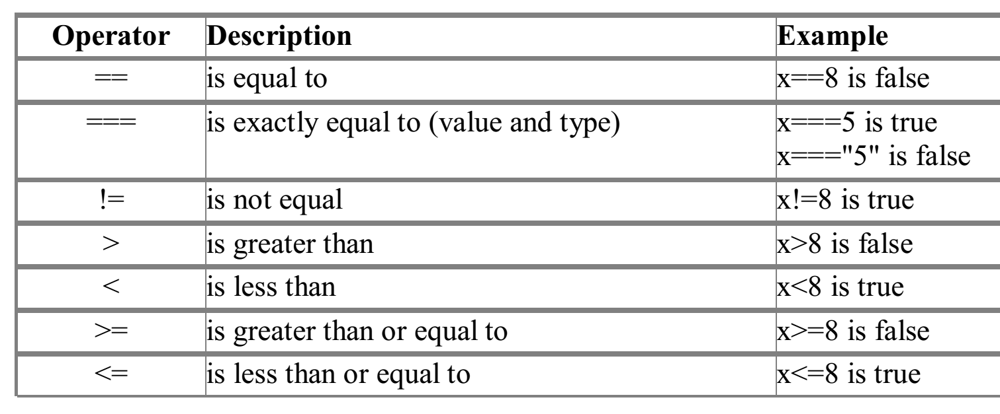 Operator Description Example
== is equal to x==8 is false
=== is exactly equal to (value and type) x===5 is true
x==="5" is false
!= is not equal x!=8 is true
> is greater than x>8 is false
< is less than x<8 is true
>= is greater than or equal to x>=8 is false
<= is less than or equal to x<=8 is true